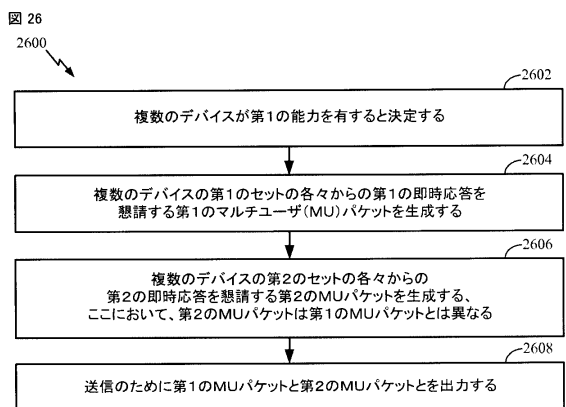 図 26
2600
2602
複数のデバイスが第1の能力を有すると決定する
2604
複数のデバイスの第1のセットの各々からの第1の即時応答を
懇請する第1のマルチユーザ(MU)パケットを生成する
2606
複数のデバイスの第2のセットの各々からの
第2の即時応答を懇請する第2のMUパケットを生成する、
ここにおいて、第2のMUパケットは第1のMUパケットとは異なる
2608
送信のために第1のMUパケットと第2のMUパケットとを出力する